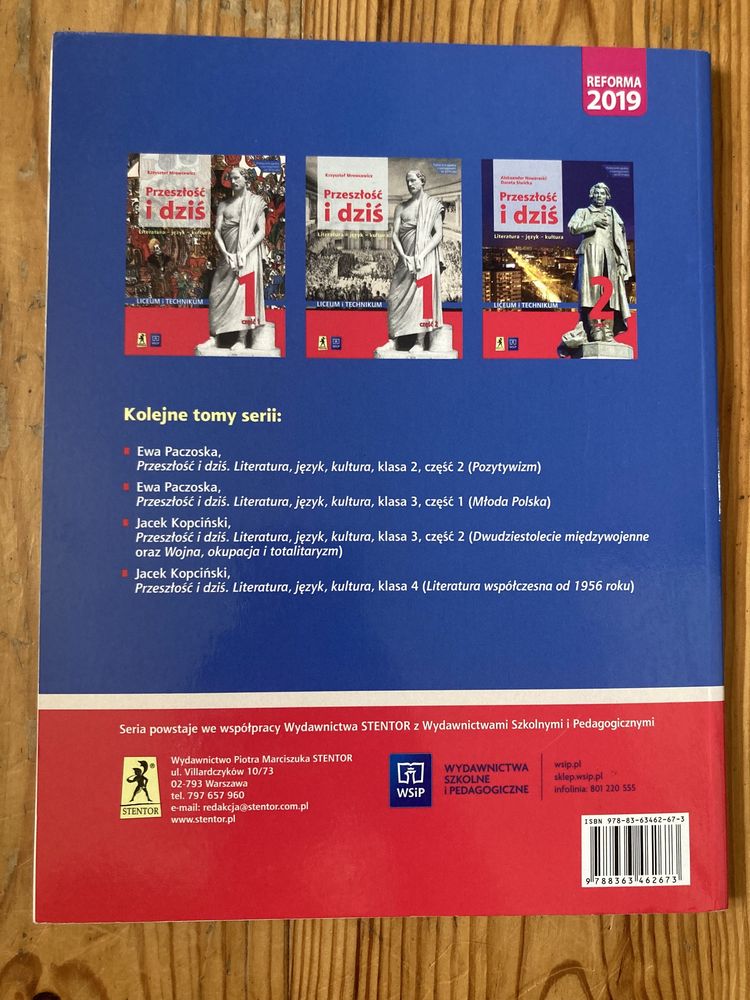 REFORMA
2019
Krzysztof Mrowcewicz
Przeszłość
i dziś
Literatura – język – kultura
1
część 1
LICEUM i TECHNIKUM
WSiP
Krzysztof Mrowcewicz
Przeszłość
i dziś
Literatura – język – kultura
1
część 2
LICEUM i TECHNIKUM
WSiP
Aleksander Nawarecki
Dorota Siwicka
Przeszłość
i dziś
Literatura – język – kultura
2
LICEUM i TECHNIKUM
WSiP
Kolejne tomy serii:
Ewa Paczoska,
Przeszłość i dziś. Literatura, język, kultura, klasa 2, część 2 (Pozytywizm)
Ewa Paczoska,
Przeszłość i dziś. Literatura, język, kultura, klasa 3, część 1 (Młoda Polska)
Jacek Kopciński,
Przeszłość i dziś. Literatura, język, kultura, klasa 3, część 2 (Dwudziestolecie międzywojenne
oraz Wojna, okupacja i totalitaryzm)
Jacek Kopciński,
Przeszłość i dziś. Literatura, język, kultura, klasa 4 (Literatura współczesna od 1956 roku)
Seria powstaje we współpracy Wydawnictwa STENTOR z Wydawnictwami Szkolnymi i Pedagogicznymi
STENTOR
Wydawnictwo Piotra Marciszuka STENTOR
ul. Villardczyków 10/73
02-793 Warszawa
tel. 797 657 960
e-mail: redakcja@stentor.com.pl
www.stentor.pl
WSiP
WYDAWNICTWA
SZKOLNE
i PEDAGOGICZNE
wsip.pl
sklep.wsip.pl
infolinia: 801 220 555
ISBN 978-83-63462-67-3
9 788363 462673